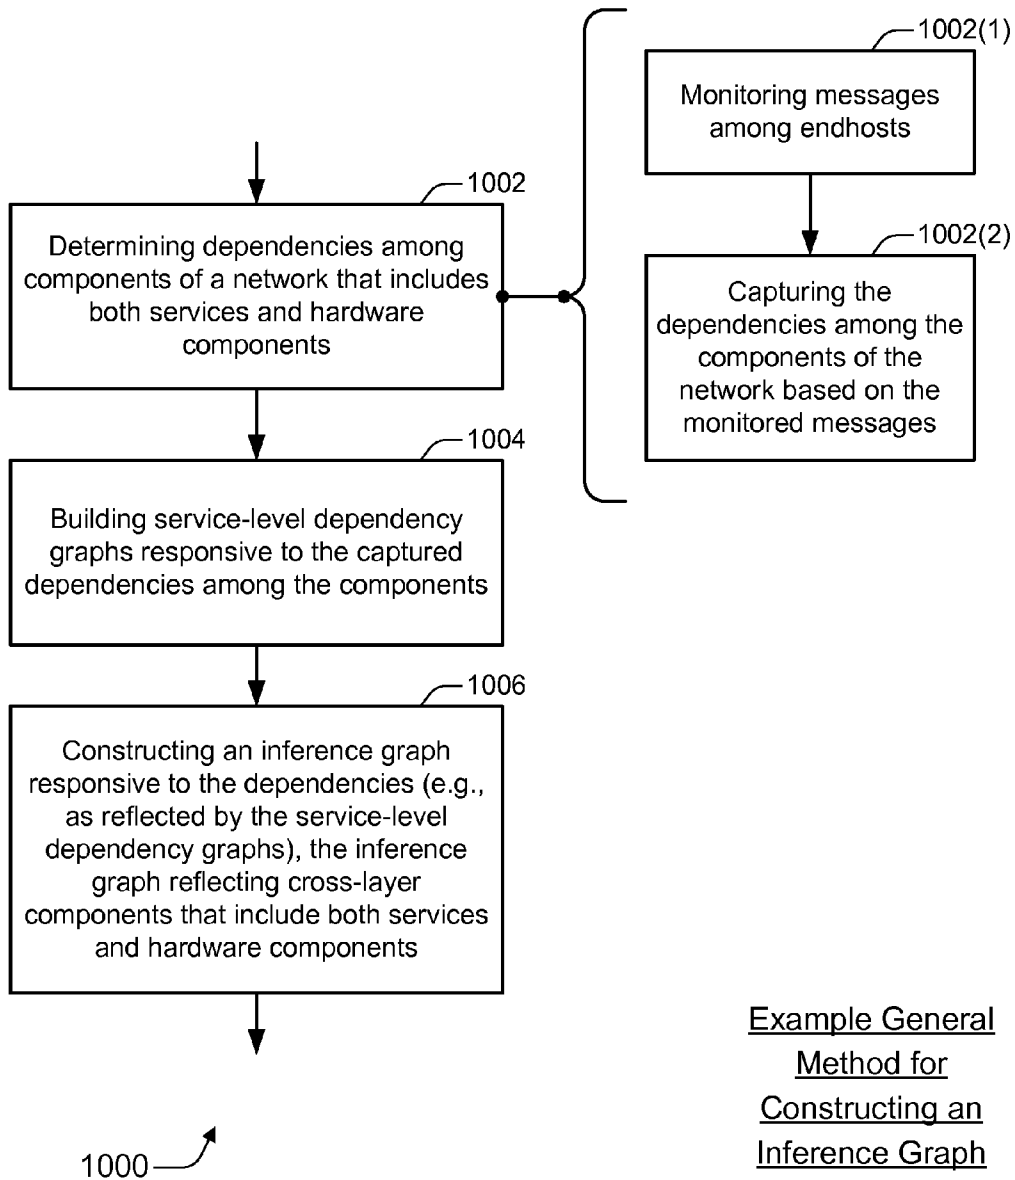 1002
Determining dependencies among
components of a network that includes
both services and hardware
components
1002(1)
Monitoring messages
among endhosts
1002(2)
Capturing the
dependencies among the
components of the
network based on the
monitored messages
1004
Building service-level dependency
graphs responsive to the captured
dependencies among the components
1006
Constructing an inference graph
responsive to the dependencies (e.g.,
as reflected by the service-level
dependency graphs), the inference
graph reflecting cross-layer
components that include both services
and hardware components
1000
Example General
Method for
Constructing an
Inference Graph